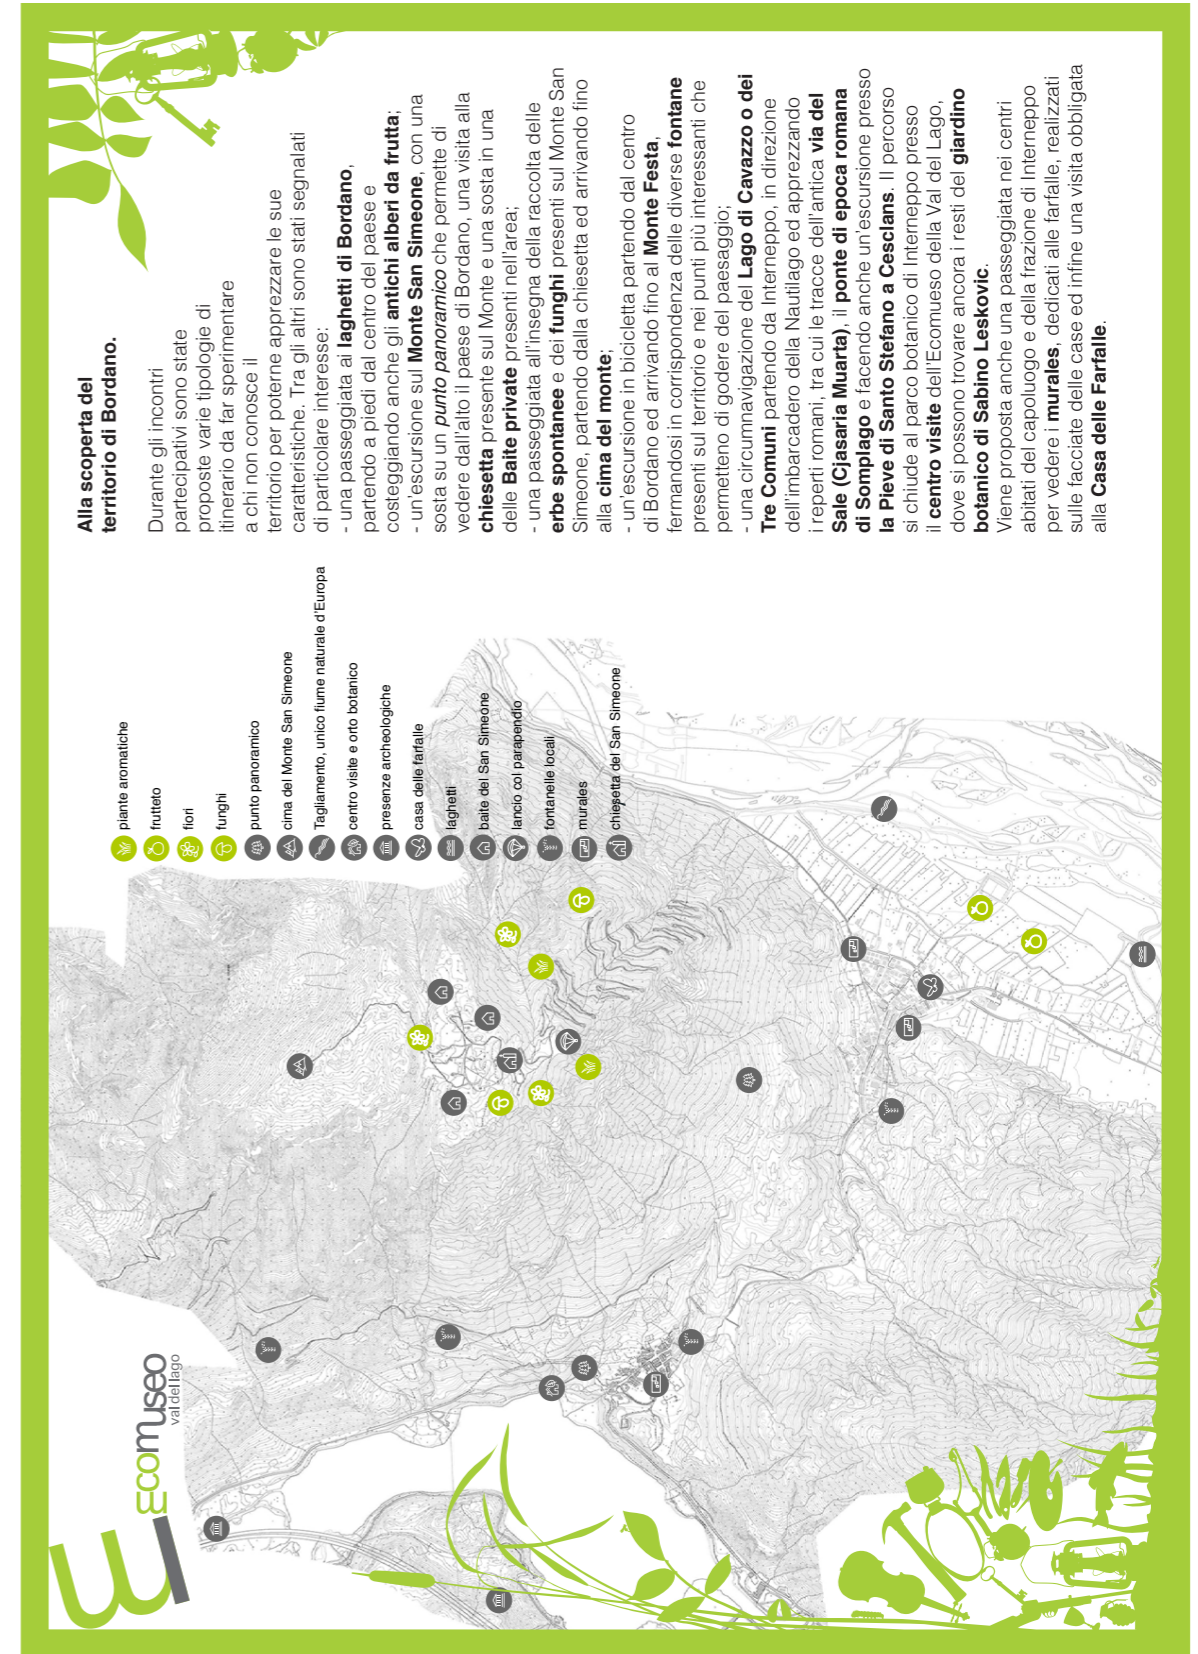 Ecomuseo
val del lago
piante aromatiche
frutteto
fiori
funghi
punto panoramico
cima del Monte San Simeone
Tagliamento, unico fiume naturale d'Europa
centro visite e orto botanico
presenze archeologiche
casa delle farfalle
laghetti
baite del San Simeone
lancio col parapendio
fontanelle locali
murales
chiesetta del San Simeone
Alla scoperta del
territorio di Bordano.
Durante gli incontri
partecipativi sono state
proposte varie tipologie di
itinerario da far sperimentare
a chi non conosce il
territorio per poterne apprezzare le sue
caratteristiche. Tra gli altri sono stati segnalati
di particolare interesse:
- una passeggiata ai laghetti di Bordano,
partendo a piedi dal centro del paese e
costeggiando anche gli antichi alberi da frutta;
- un'escursione sul Monte San Simeone, con una
sosta su un punto panoramico che permette di
vedere dall'alto il paese di Bordano, una visita alla
chiesetta presente sul Monte e una sosta in una
delle Baite private presenti nell'area;
- una passeggiata all'insegna della raccolta delle
erbe spontanee e dei funghi presenti sul Monte San
Simeone, partendo dalla chiesetta ed arrivando fino
alla cima del monte;
- un'escursione in bicicletta partendo dal centro
di Bordano ed arrivando fino al Monte Festa,
fermandosi in corrispondenza delle diverse fontane
presenti sul territorio e nei punti più interessanti che
permetteno di godere del paesaggio;
- una circumnavigazione del Lago di Cavazzo o dei
Tre Comuni partendo da Interneppo, in direzione
dell'imbarcadero della Nautilago ed apprezzando
i reperti romani, tra cui le tracce dell'antica via del
Sale (Cjasaria Muarta), il ponte di epoca romana
di Somplago e facendo anche un'escursione presso
la Pieve di Santo Stefano a Cesclans. Il percorso
si chiude al parco botanico di Interneppo presso
il centro visite dell'Ecomueso della Val del Lago,
dove si possono trovare ancora i resti del giardino
botanico di Sabino Leskovic.
Viene proposta anche una passeggiata nei centri
abitati del capoluogo e della frazione di Interneppo
per vedere i murales, dedicati alle farfalle, realizzati
sulle facciate delle case ed infine una visita obbligata
alla Casa delle Farfalle.